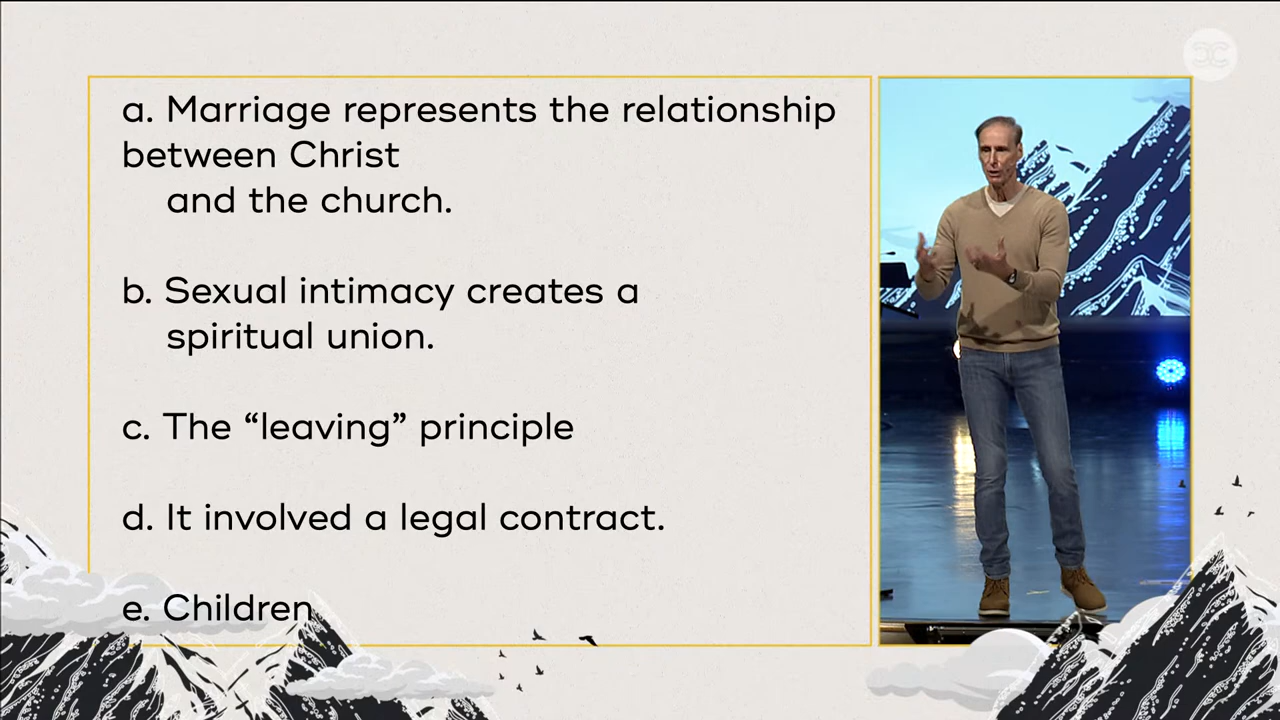 a. Marriage represents the relationship
between Christ
and the church.
b. Sexual intimacy creates a
spiritual union.
c. The “leaving” principle
d. It involved a legal contract.
e. Children